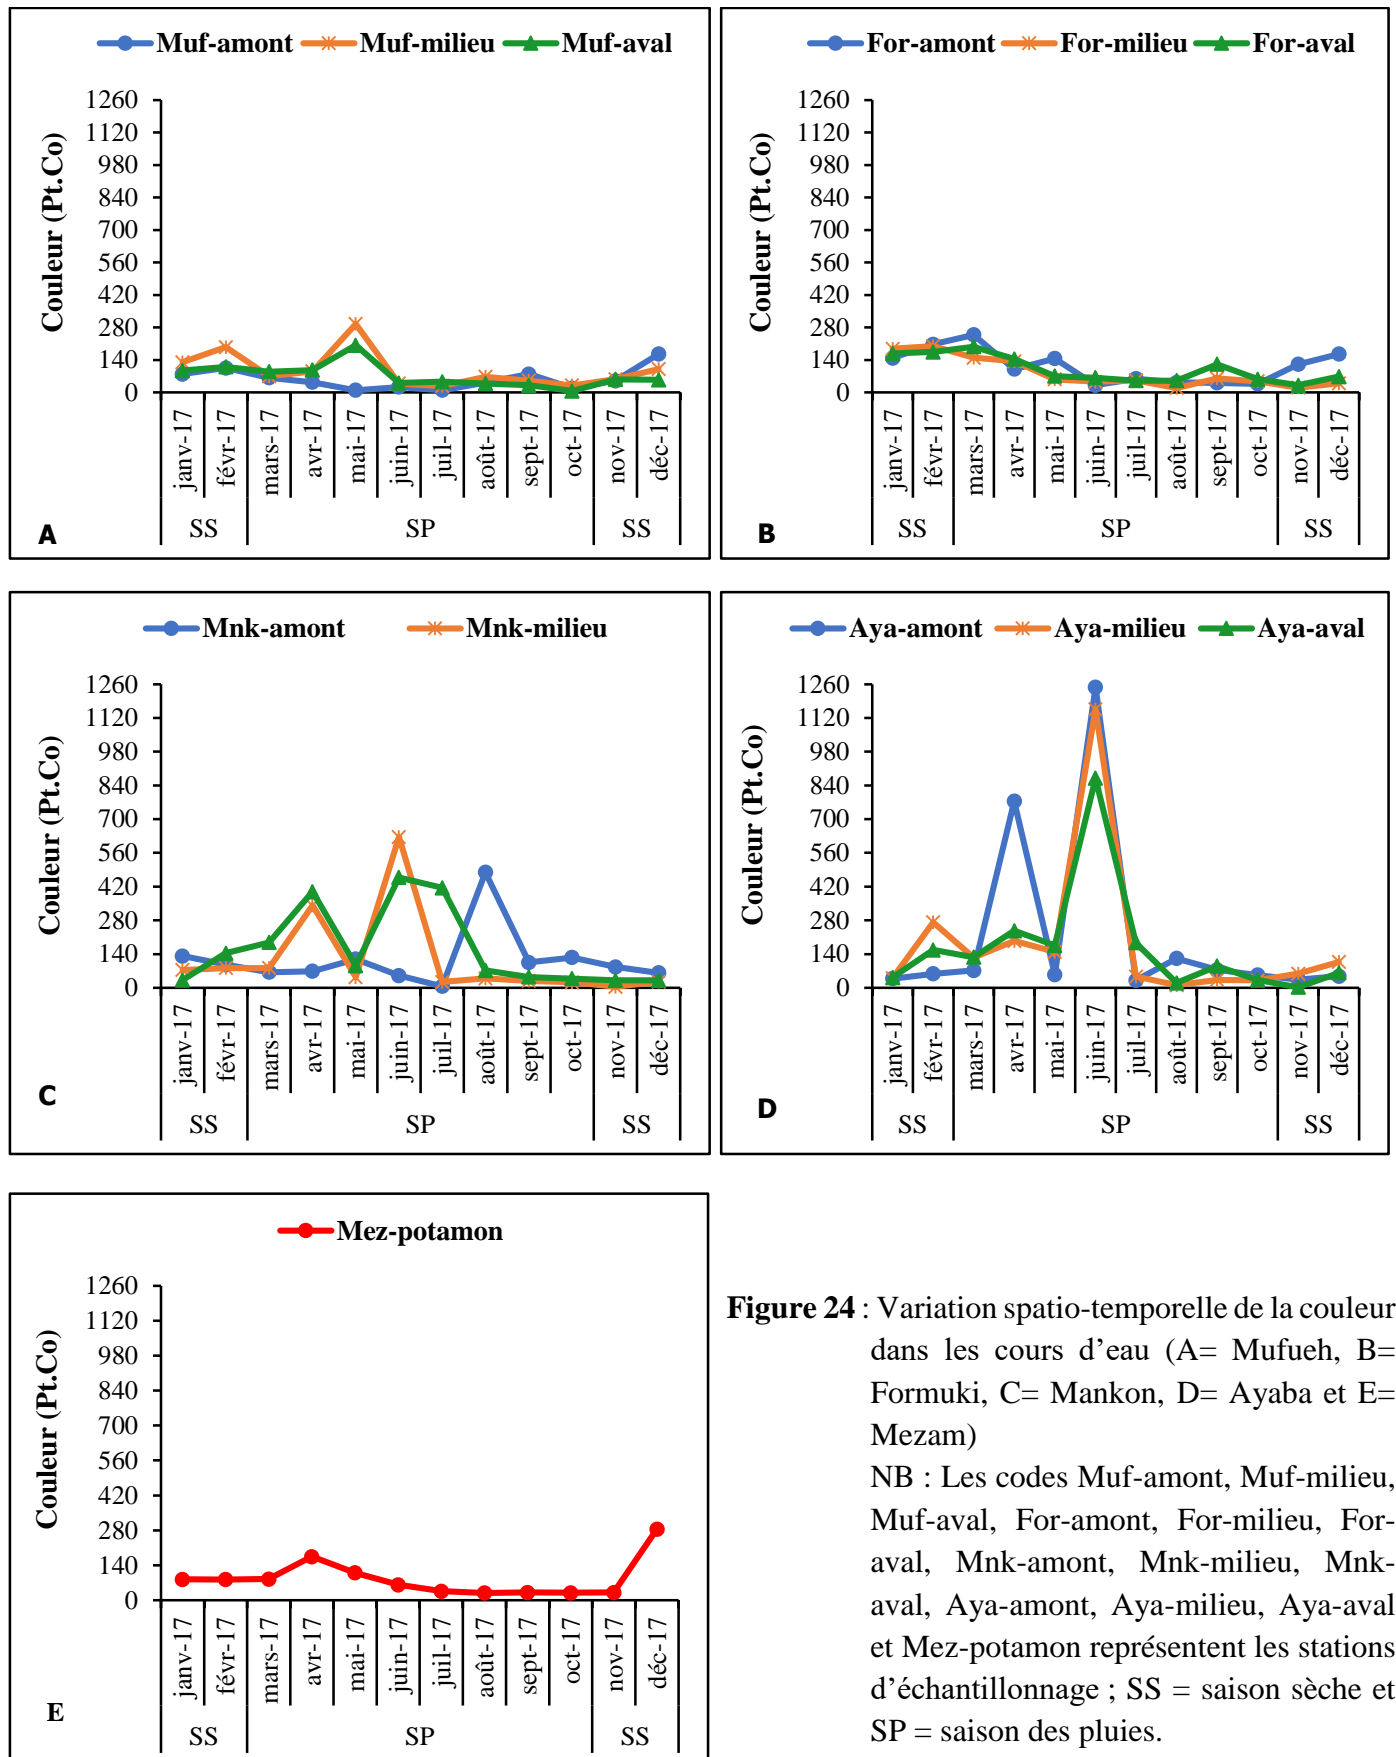 Muf-amont Muf-milieu Muf-aval
Couleur (Pt.Co)
1260
1120
980
840
700
560
420
280
140
0
janv-17 févr-17 mars-17 avr-17 mai-17 juin-17 juil-17 août-17 sept-17 oct-17 nov-17 déc-17
SS SP SS
A
For-amont For-milieu For-aval
Couleur (Pt.Co)
1260
1120
980
840
700
560
420
280
140
0
janv-17 févr-17 mars-17 avr-17 mai-17 juin-17 juil-17 août-17 sept-17 oct-17 nov-17 déc-17
SS SP SS
B
Mnk-amont Mnk-milieu
Couleur (Pt.Co)
1260
1120
980
840
700
560
420
280
140
0
janv-17 févr-17 mars-17 avr-17 mai-17 juin-17 juil-17 août-17 sept-17 oct-17 nov-17 déc-17
SS SP SS
C
Aya-amont Aya-milieu Aya-aval
Couleur (Pt.Co)
1260
1120
980
840
700
560
420
280
140
0
janv-17 févr-17 mars-17 avr-17 mai-17 juin-17 juil-17 août-17 sept-17 oct-17 nov-17 déc-17
SS SP SS
D
Mez-potamon
Couleur (Pt.Co)
1260
1120
980
840
700
560
420
280
140
0
janv-17 févr-17 mars-17 avr-17 mai-17 juin-17 juil-17 août-17 sept-17 oct-17 nov-17 déc-17
SS SP SS
E
Figure 24 : Variation spatio-temporelle de la couleur
dans les cours d’eau (A= Mufueh, B=
Formuki, C= Mankon, D= Ayaba et E=
Mezam)
NB : Les codes Muf-amont, Muf-milieu,
Muf-aval, For-amont, For-milieu, For-
aval, Mnk-amont, Mnk-milieu, Mnk-
aval, Aya-amont, Aya-milieu, Aya-aval
et Mez-potamon représentent les stations
d’échantillonnage ; SS = saison sèche et
SP = saison des pluies.